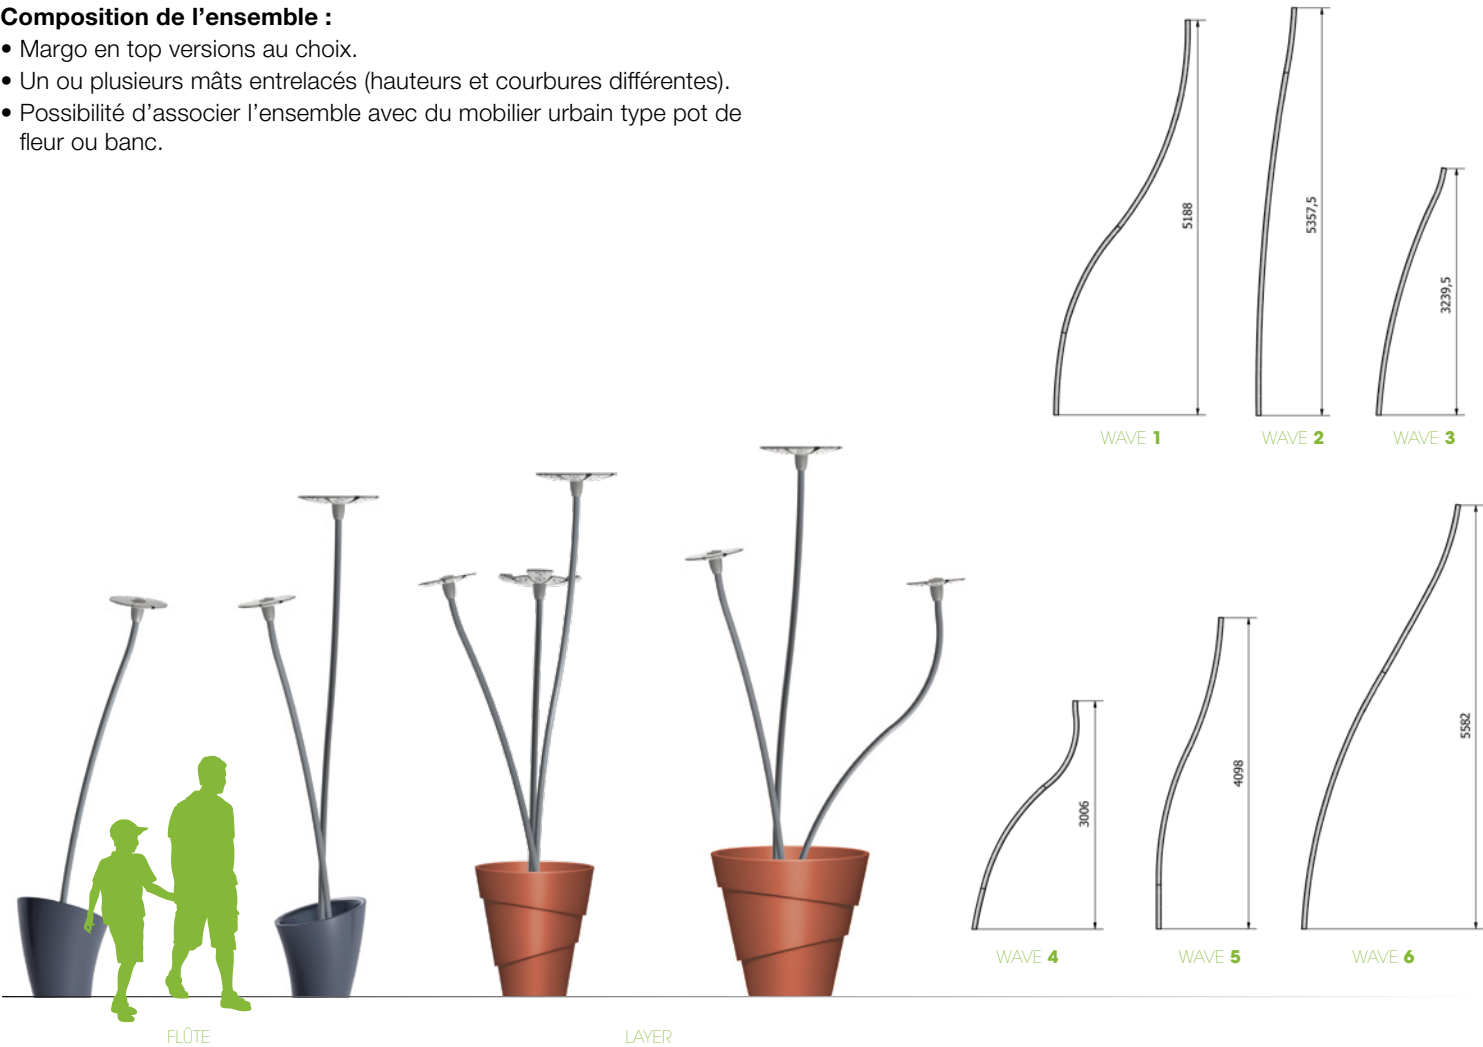 Composition de l’ensemble :
• Margo en top versions au choix.
• Un ou plusieurs mâts entrelacés (hauteurs et courbures différentes).
• Possibilité d’associer l’ensemble avec du mobilier urbain type pot de
fleur ou banc.
5188
5357,5
3239,5
WAVE 1
WAVE 2
WAVE 3
3006
4098
5582
WAVE 4
WAVE 5
WAVE 6
FLÛTE
LAYER